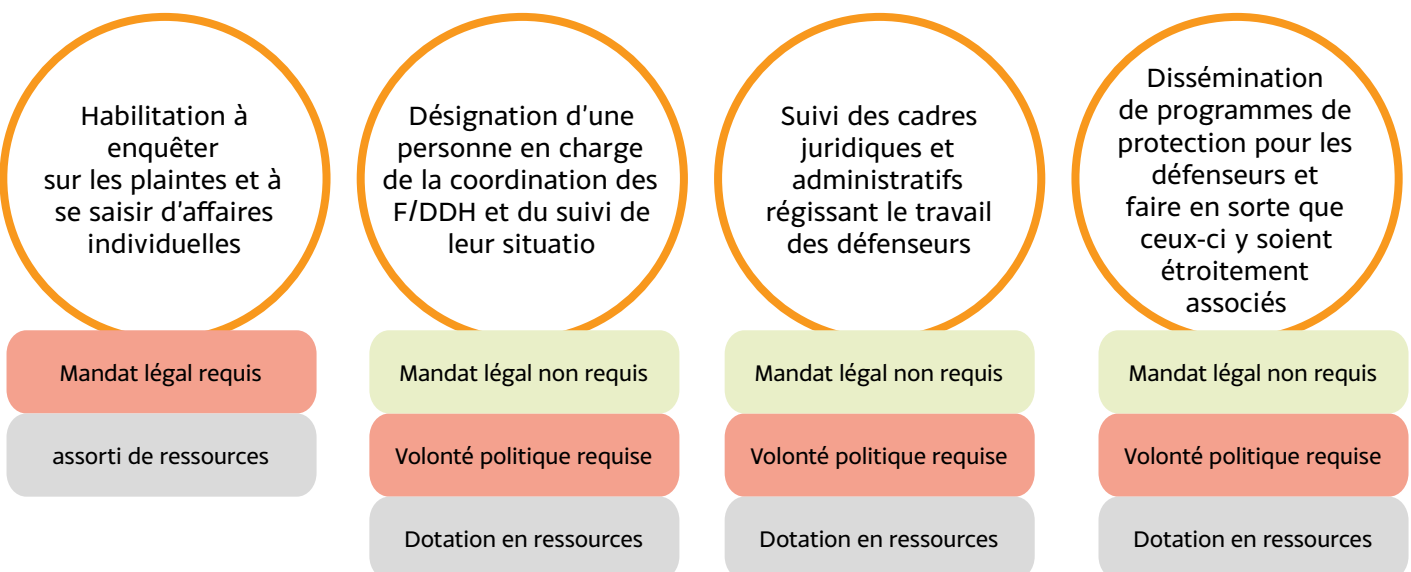 Habilitation à
enquêter
sur les plaintes et à
se saisir d'affaires
individuelles
Mandat légal requis
assorti de ressources
Désignation d'une
personne en charge
de la coordination des
F/DDH et du suivi de
leur situatio
Mandat légal non requis
Volonté politique requise
Dotation en ressources
Suivi des cadres
juridiques et
administratifs
régissant le travail
des défenseurs
Mandat légal non requis
Volonté politique requise
Dotation en ressources
Dissémination
de programmes de
protection pour les
défenseurs et
faire en sorte que
ceux-ci y soient
étroitement
associés
Mandat légal non requis
Volonté politique requise
Dotation en ressources